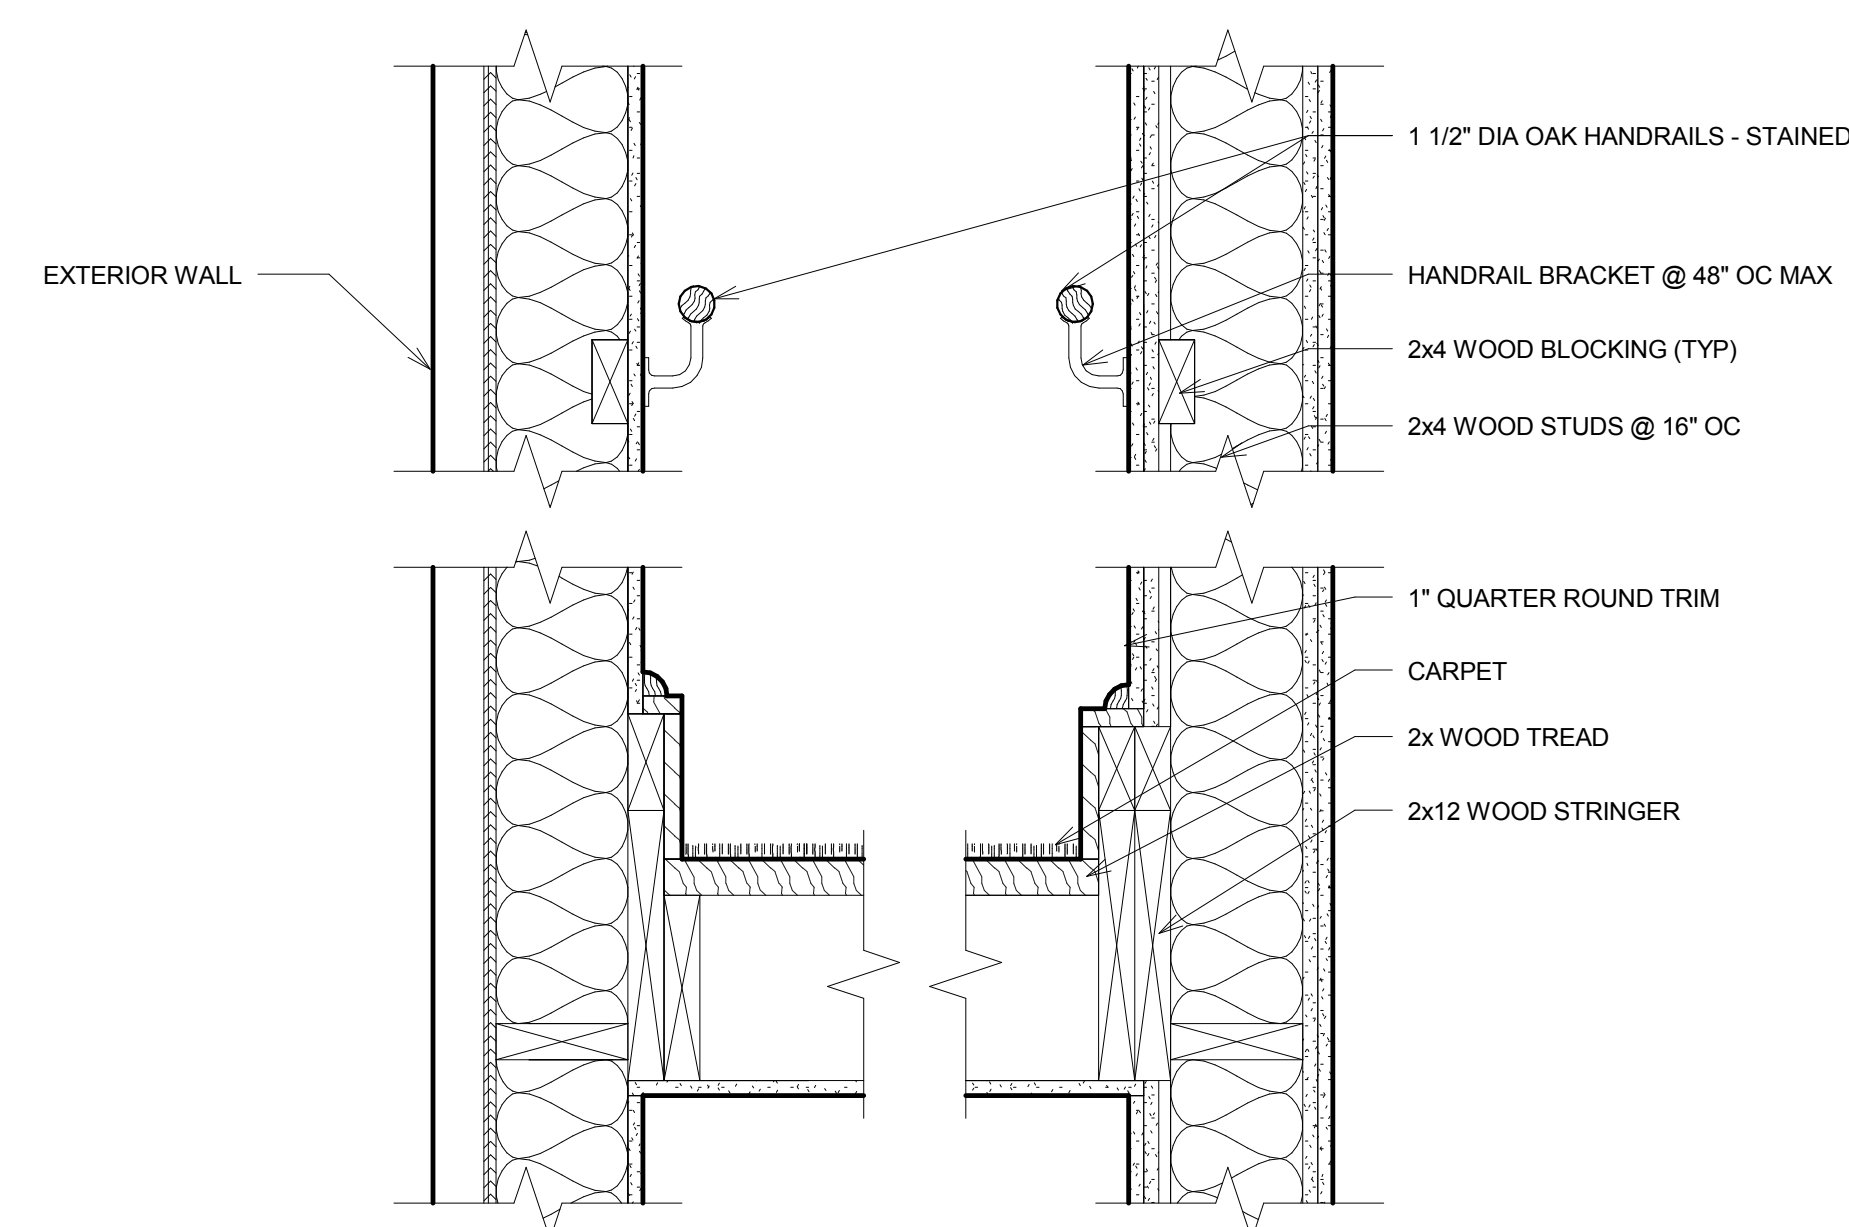 1 1/2" DIA OAK HANDRAILS - STAINED
EXTERIOR WALL
HANDRAIL BRACKET @ 48" OC MAX
2x4 WOOD BLOCKING (TYP)
2x4 WOOD STUDS @ 16" OC
1" QUARTER ROUND TRIM
CARPET
2x WOOD TREAD
2x12 WOOD STRINGER